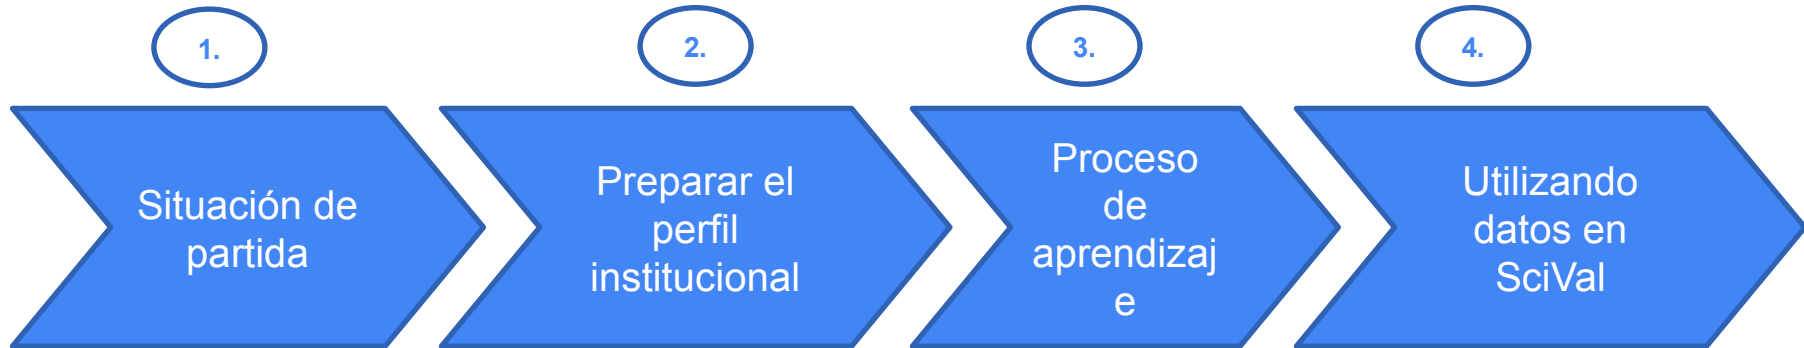 1.
2.
3.
4.
Situación de
partida
Preparar el
perfil
institucional
Proceso
de
aprendizaj
e
Utilizando
datos en
SciVal